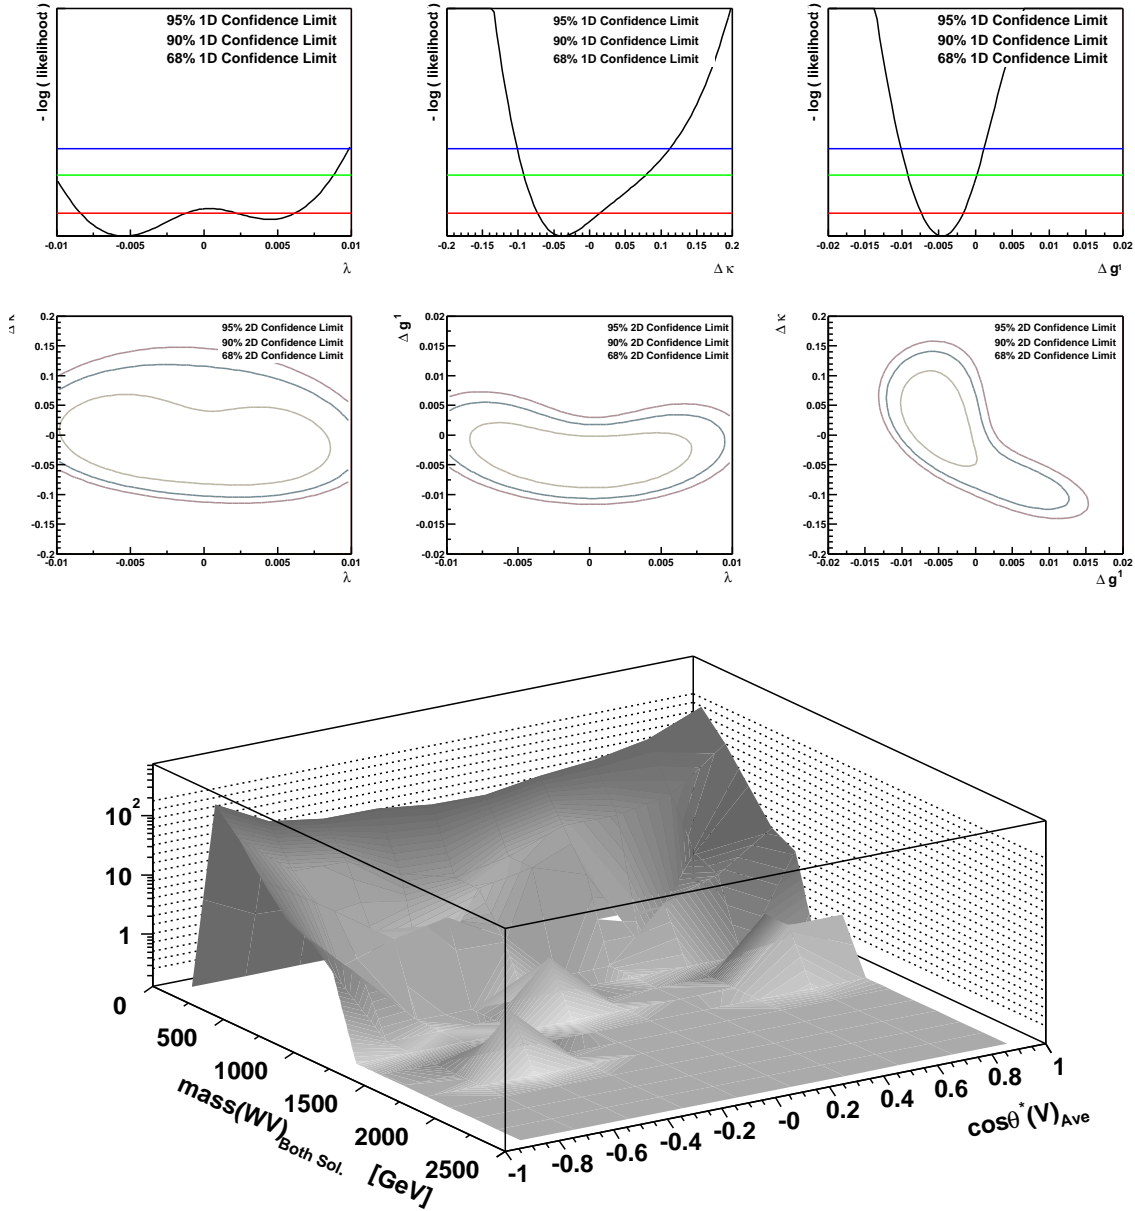 - log ( likelihood )
95% 1D Confidence Limit
90% 1D Confidence Limit
68% 1D Confidence Limit
-0.01 -0.005 0 0.005 0.01
λ
- log ( likelihood )
95% 1D Confidence Limit
90% 1D Confidence Limit
68% 1D Confidence Limit
-0.2 -0.15 -0.1 -0.05 -0 0.05 0.1 0.15 0.2
Δ κ
- log ( likelihood )
95% 1D Confidence Limit
90% 1D Confidence Limit
68% 1D Confidence Limit
-0.02 -0.015 -0.01 -0.005 0 0.005 0.01 0.015 0.02
Δ g¹
Δ κ
95% 2D Confidence Limit
90% 2D Confidence Limit
68% 2D Confidence Limit
0.2
0.15
0.1
0.05
-0
-0.05
-0.1
-0.15
-0.2
-0.01 -0.005 0 0.005 0.01
λ
Δ g¹
95% 2D Confidence Limit
90% 2D Confidence Limit
68% 2D Confidence Limit
0.02
0.015
0.01
0.005
0
-0.005
-0.01
-0.015
-0.02
-0.01 -0.005 0 0.005 0.01
λ
Δ κ
95% 2D Confidence Limit
90% 2D Confidence Limit
68% 2D Confidence Limit
0.2
0.15
0.1
0.05
-0
-0.05
-0.1
-0.15
-0.2
-0.02 -0.015 -0.01 -0.005 0 0.005 0.01 0.015 0.02
Δ g¹
10²
10
1
0 500 1000 1500 2000 2500
mass(WV)Both Sol. [GeV]
-1 -0.8 -0.6 -0.4 -0.2 -0 0.2 0.4 0.6 0.8 1
cosθ*(V)Ave